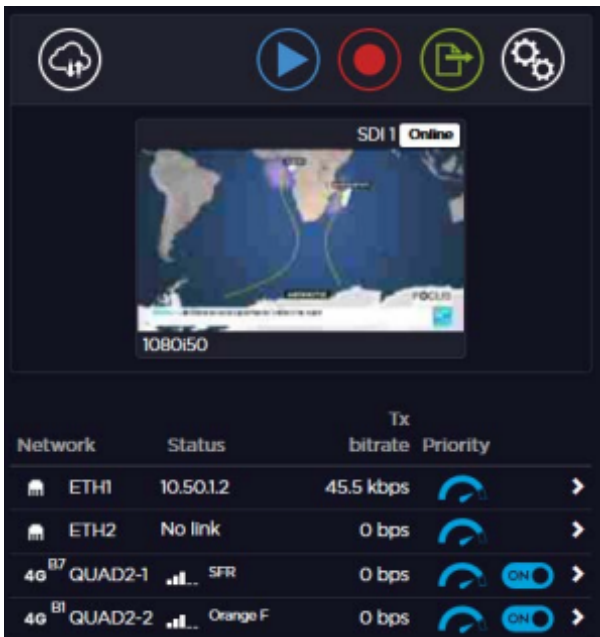 SDI 1 Online
FOCUS
1080i50
Tx
Network Status bitrate Priority
ETH1 10.50.1.2 45.5 kbps
ETH2 No link 0 bps
4G B7 QUAD2-1 SFR 0 bps ON
4G B1 QUAD2-2 Orange F 0 bps ON